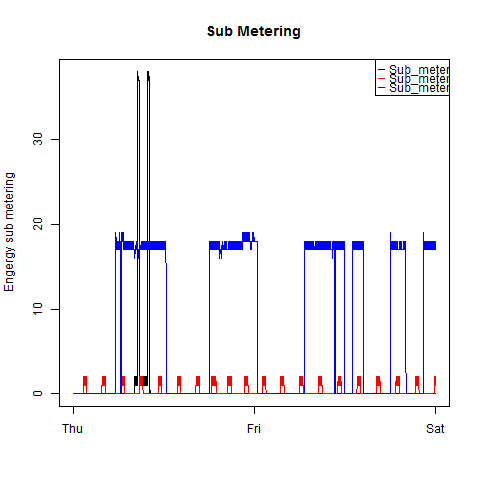 Sub Metering
Sub_meter
Sub_meter
Sub_meter
Engergy sub metering
30
20
10
0
Thu Fri Sat